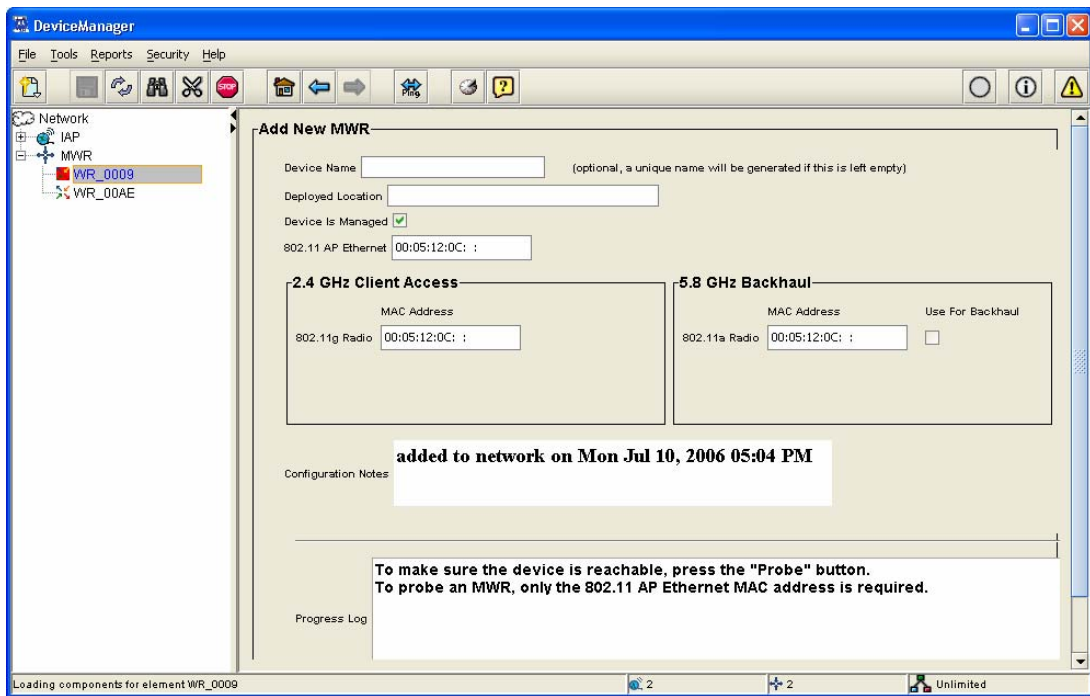 DeviceManager
File Tools Reports Security Help
STOP
Ping
Network
IAP
MWR
WR_0009
WR_00AE
Add New MWR
Device Name (optional, a unique name will be generated if this is left empty)
Deployed Location
Device Is Managed
802.11 AP Ethernet 00:05:12:0C: :
2.4 GHz Client Access
MAC Address
802.11g Radio 00:05:12:0C: :
5.8 GHz Backhaul
MAC Address Use For Backhaul
802.11a Radio 00:05:12:0C: :
Configuration Notes added to network on Mon Jul 10, 2006 05:04 PM
To make sure the device is reachable, press the "Probe" button.
To probe an MWR, only the 802.11 AP Ethernet MAC address is required.
Progress Log
Loading components for element WR_0009 2 2 Unlimited